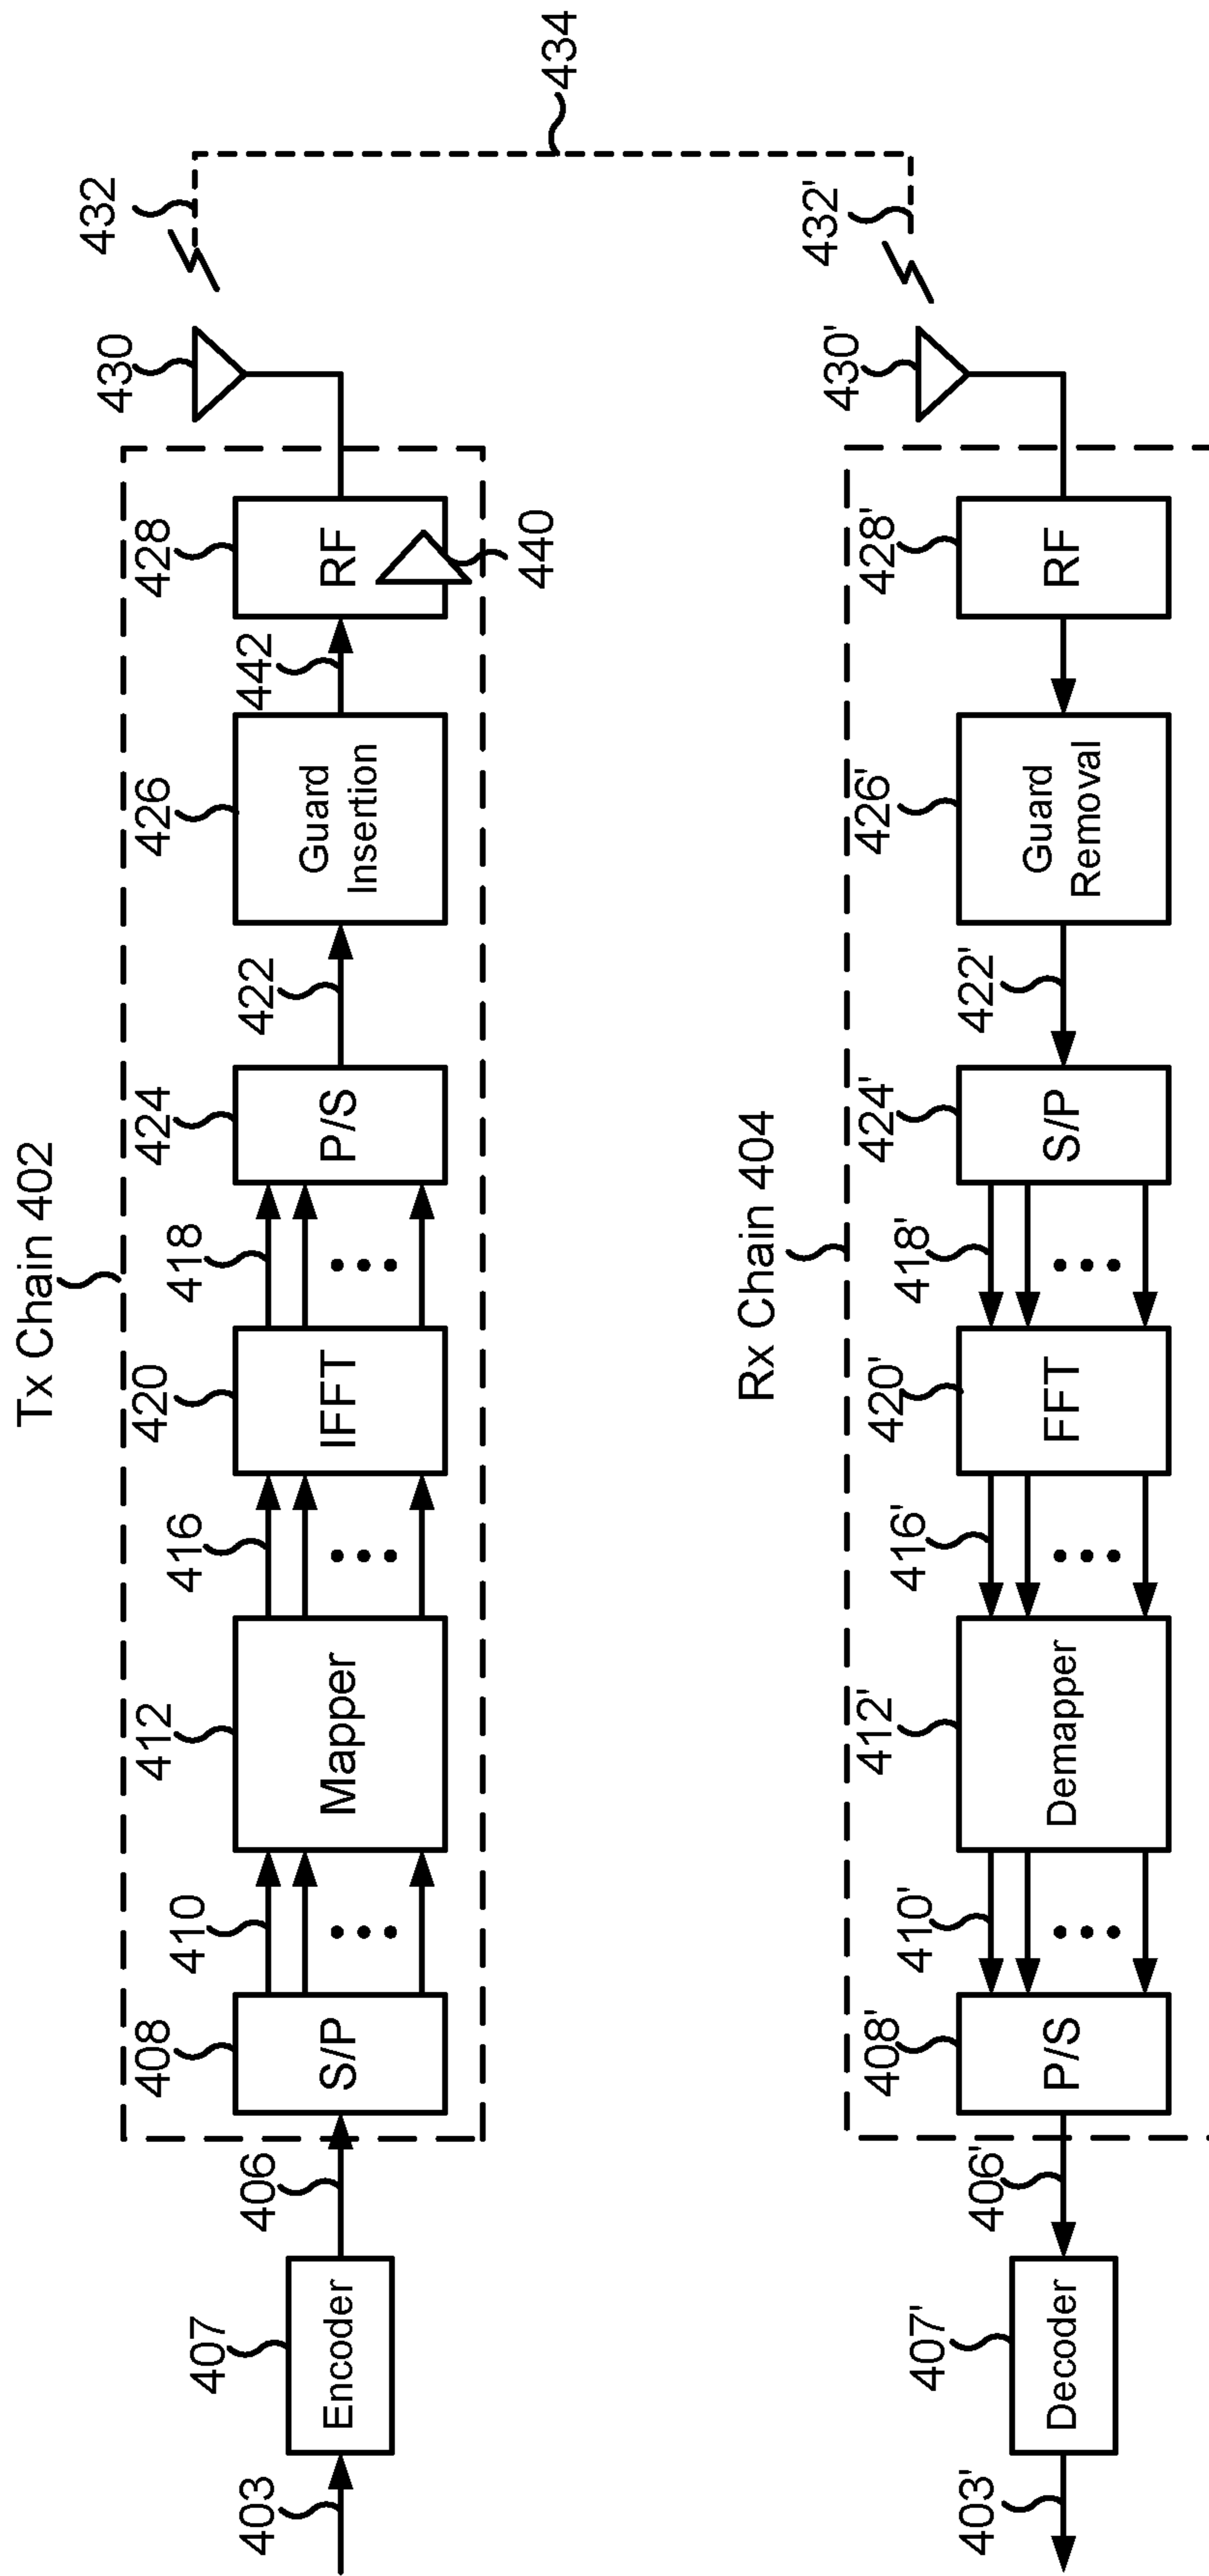 Tx Chain 402
403
407
Encoder
406
408
S/P
410
412
Mapper
416
420
IFFT
418
424
P/S
422
426
Guard
Insertion
442
428
RF
440
430
432
434
Rx Chain 404
403'
407'
Decoder
406'
408'
P/S
410'
412'
Demapper
416'
420'
FFT
418'
424'
S/P
422'
426'
Guard
Removal
428'
RF
430'
432'